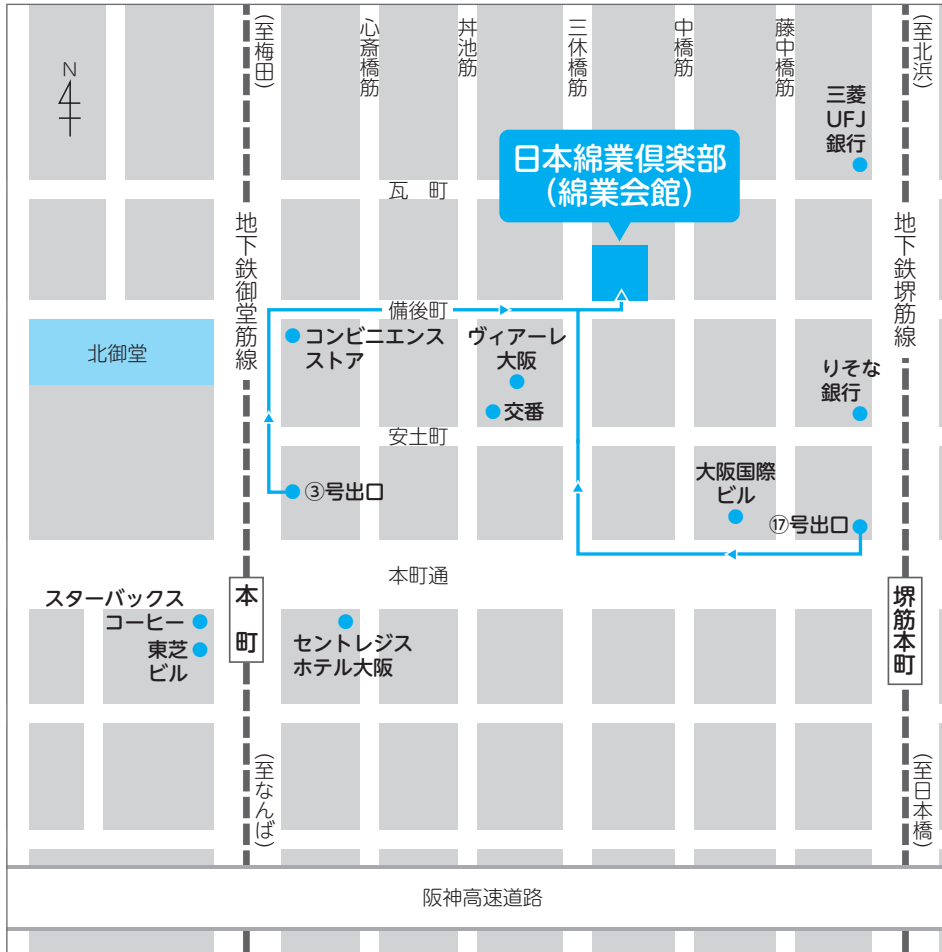 N
(至梅田)
心斎橋筋
丼池筋
三休橋筋
中橋筋
藤中橋筋
(至北浜)
三菱
UFJ
銀行
日本綿業倶楽部
(綿業会館)
瓦 町
地下鉄御堂筋線
地下鉄堺筋線
備後町
北御堂
コンビニエンス
ストア
ヴィアーレ
大阪
交番
りそな
銀行
安土町
③号出口
大阪国際
ビル
⑰号出口
本町通
スターバックス
コーヒー
東芝
ビル
本町
セントレジス
ホテル大阪
堺筋本町
(至なんば)
(至日本橋)
阪神高速道路